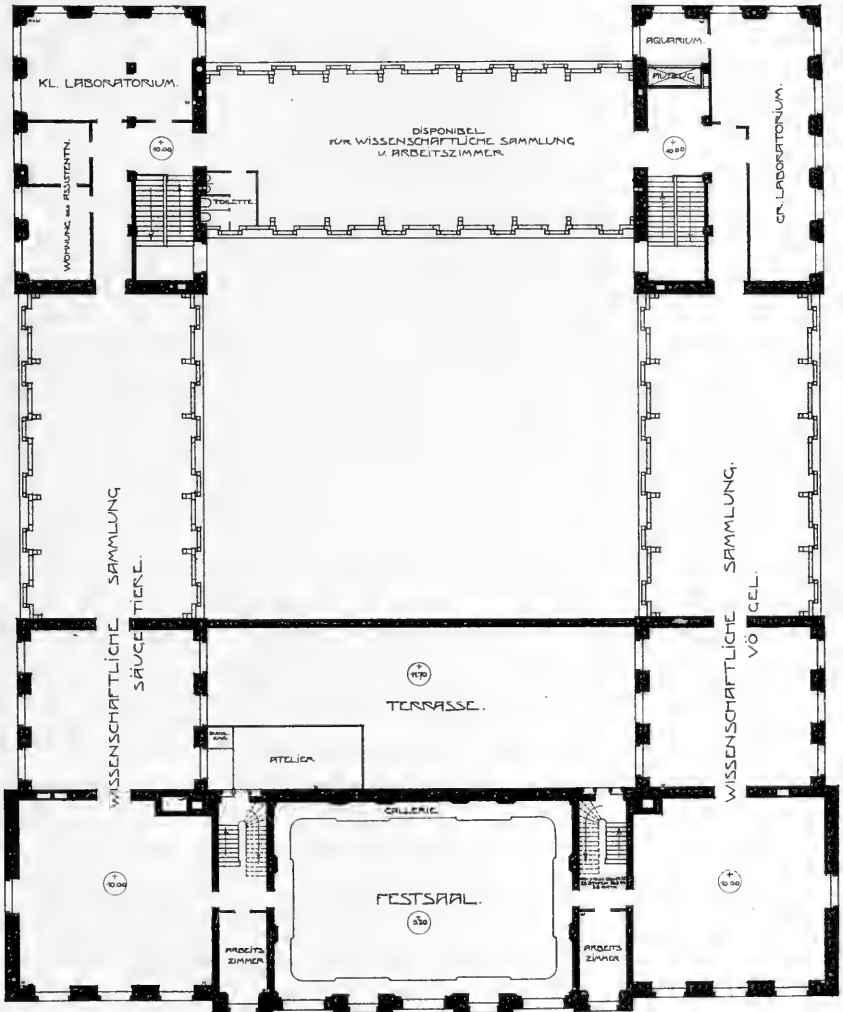 KL. LABORATORIUM.
AQUARIUM.
AUFZUG
GR. LABORATORIUM.
DISPONIBEL
FÜR WISSENSCHAFTLICHE SAMMLUNG
U. ARBEITSZIMMER
+
10.00
+
10.00
WOHNUNG DES ASSISTENTN.
TOILETTE.
WISSENSCHAFTLICHE SAMMLUNG
SÄUGETIERE.
WISSENSCHAFTLICHE SAMMLUNG.
VÖGEL.
+
11.70
TERRASSE.
ATELIER
GALLERIE
FESTSAAL.
+
+
10.00
+
10.00
ARBEITS
ZIMMER
ARBEITS
ZIMMER